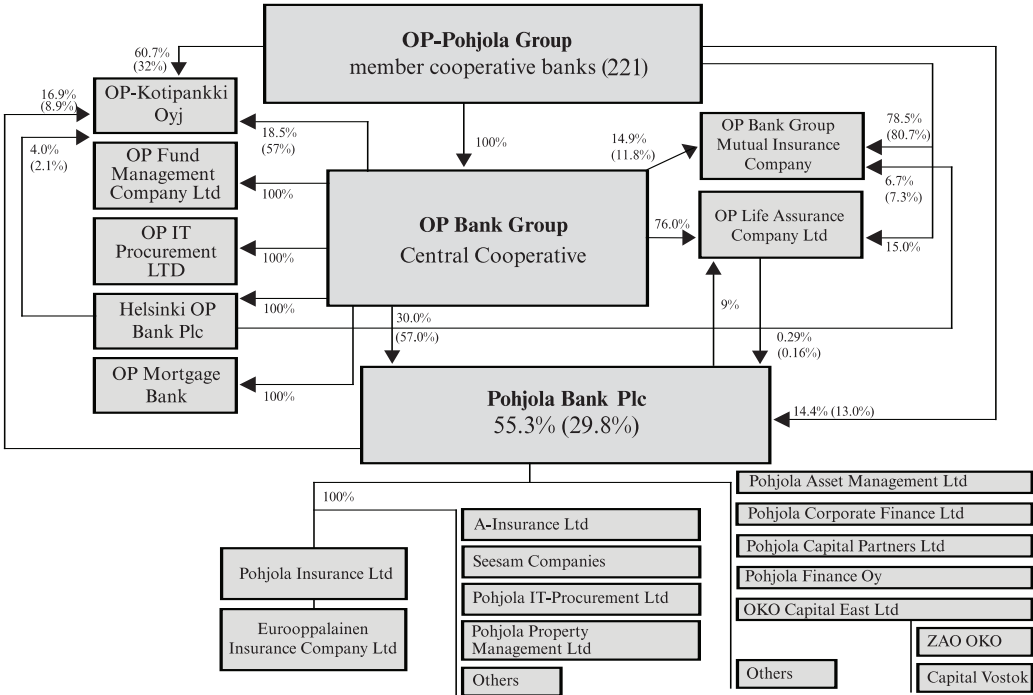 OP-Pohjola Group
member cooperative banks (221)
60.7%
(32%)
16.9%
(8.9%)
OP-Kotipankki
Oyj
4.0%
(2.1%)
18.5%
(57%)
100%
14.9%
(11.8%)
OP Bank Group
Mutual Insurance
Company
78.5%
(80.7%)
6.7%
(7.3%)
OP Fund
Management
Company Ltd
100%
OP Bank Group
Central Cooperative
76.0%
OP Life Assurance
Company Ltd
15.0%
OP IT
Procurement
LTD
100%
Helsinki OP
Bank Plc
100%
30.0%
(57.0%)
9%
0.29%
(0.16%)
OP Mortgage
Bank
100%
Pohjola Bank Plc
55.3% (29.8%)
14.4% (13.0%)
100%
Pohjola Insurance Ltd
Eurooppalainen
Insurance Company Ltd
A-Insurance Ltd
Seesam Companies
Pohjola IT-Procurement Ltd
Pohjola Property
Management Ltd
Others
Pohjola Asset Management Ltd
Pohjola Corporate Finance Ltd
Pohjola Capital Partners Ltd
Pohjola Finance Oy
OKO Capital East Ltd
ZAO OKO
Capital Vostok
Others